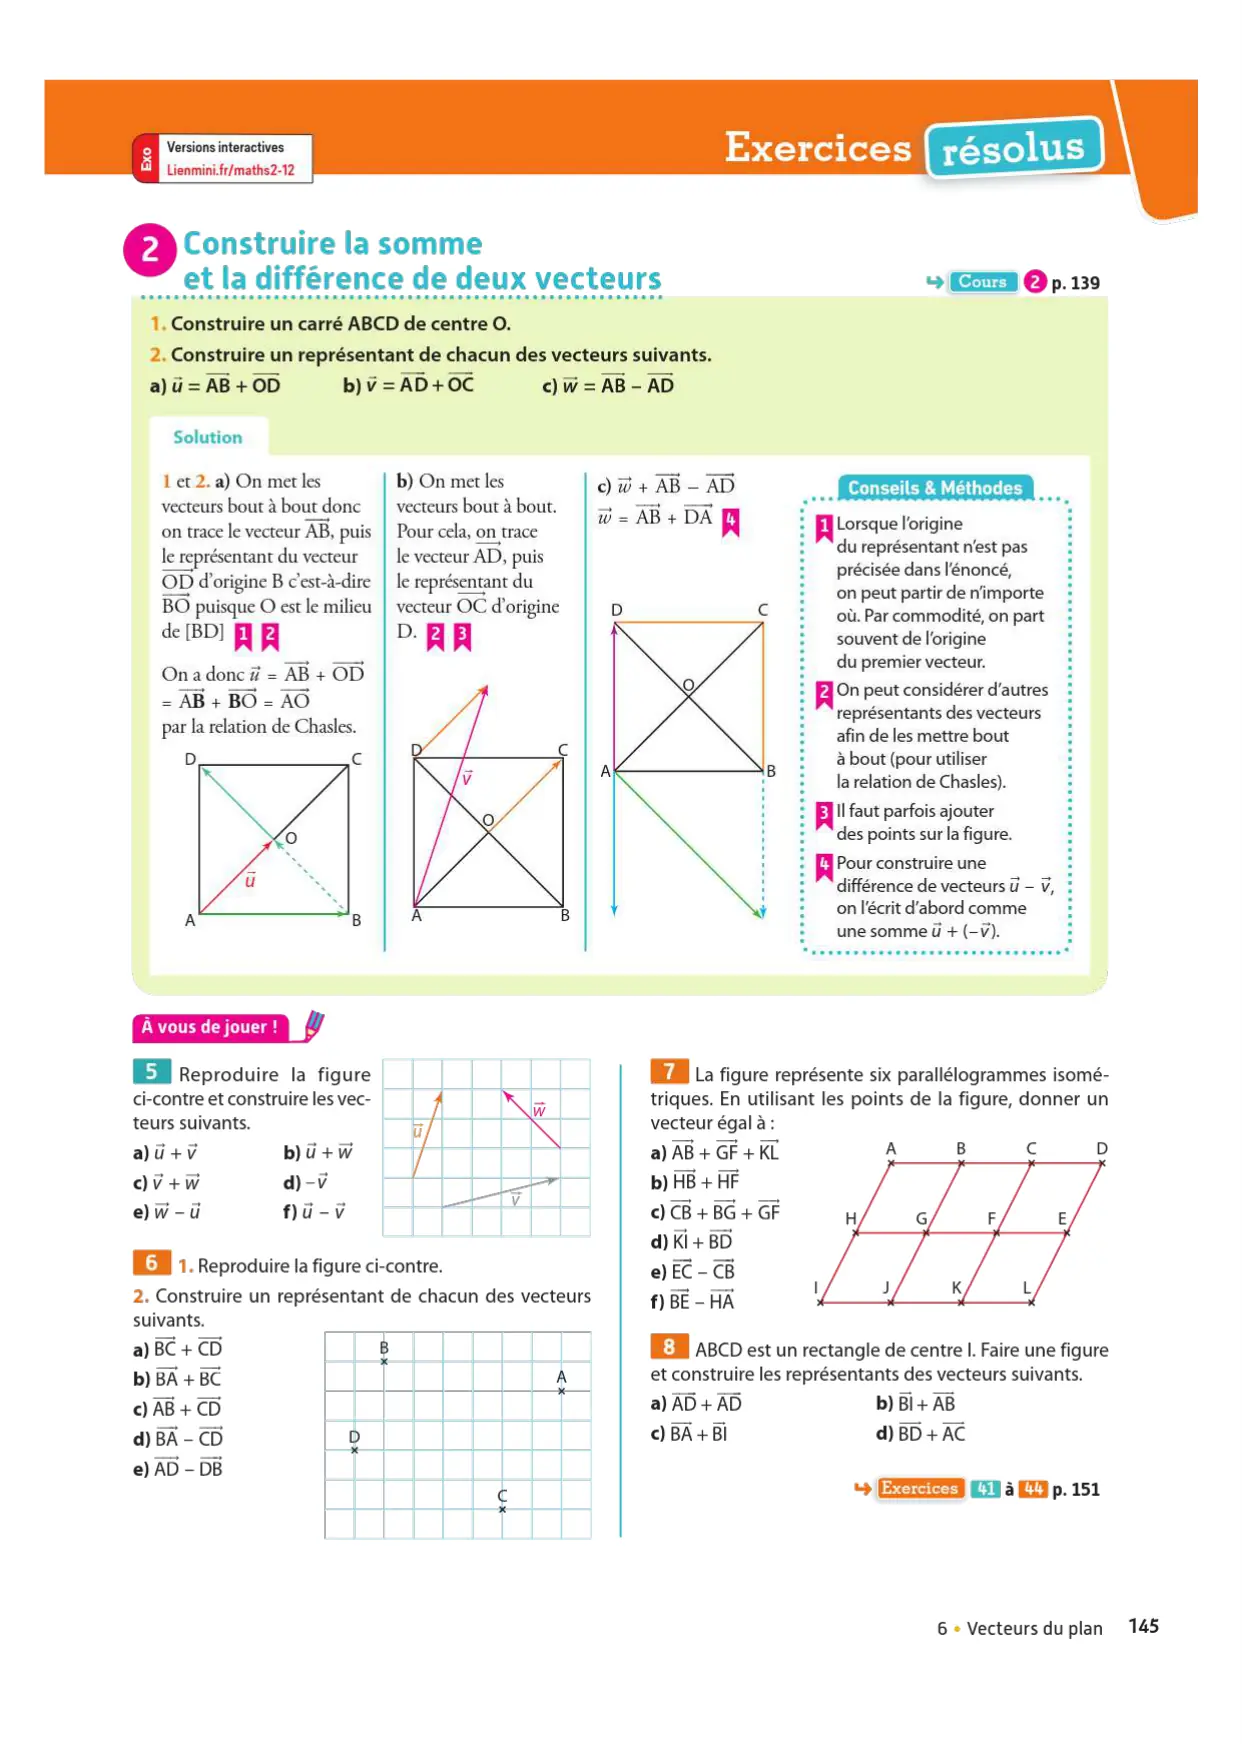 Exo
Versions interactives
Lienmini.fr/maths2-12
Exercices résolus
2 Construire la somme
et la différence de deux vecteurs
Cours 2 p. 139
1. Construire un carré ABCD de centre O.
2. Construire un représentant de chacun des vecteurs suivants.
a) u⃗ = AB⃗ + OD⃗ b) v⃗ = AD⃗ + OC⃗ c) w⃗ = AB⃗ – AD⃗
Solution
1 et 2. a) On met les
vecteurs bout à bout donc
on trace le vecteur AB⃗, puis
le représentant du vecteur
OD⃗ d'origine B c'est-à-dire
BO⃗ puisque O est le milieu
de [BD] 1 2
On a donc u⃗ = AB⃗ + OD⃗
= AB⃗ + BO⃗ = AO⃗
par la relation de Chasles.
D C
O
u⃗
A B
b) On met les
vecteurs bout à bout.
Pour cela, on trace
le vecteur AD⃗, puis
le représentant du
vecteur OC⃗ d'origine
D. 2 3
D C
v⃗
O
A B
c) w⃗ + AB⃗ – AD⃗
w⃗ = AB⃗ + DA⃗ 4
D C
O
A B
Conseils & Méthodes
1 Lorsque l'origine
du représentant n'est pas
précisée dans l'énoncé,
on peut partir de n'importe
où. Par commodité, on part
souvent de l'origine
du premier vecteur.
2 On peut considérer d'autres
représentants des vecteurs
afin de les mettre bout
à bout (pour utiliser
la relation de Chasles).
3 Il faut parfois ajouter
des points sur la figure.
4 Pour construire une
différence de vecteurs u⃗ – v⃗,
on l'écrit d'abord comme
une somme u⃗ + (–v⃗).
À vous de jouer !
5 Reproduire la figure
ci-contre et construire les vec-
teurs suivants.
a) u⃗ + v⃗ b) u⃗ + w⃗
c) v⃗ + w⃗ d) –v⃗
e) w⃗ – u⃗ f) u⃗ – v⃗
u⃗ w⃗
v⃗
6 1. Reproduire la figure ci-contre.
2. Construire un représentant de chacun des vecteurs
suivants.
a) BC⃗ + CD⃗
b) BA⃗ + BC⃗
c) AB⃗ + CD⃗
d) BA⃗ – CD⃗
e) AD⃗ – DB⃗
B
A
D
C
7 La figure représente six parallélogrammes isomé-
triques. En utilisant les points de la figure, donner un
vecteur égal à :
a) AB⃗ + GF⃗ + KL⃗
b) HB⃗ + HF⃗
c) CB⃗ + BG⃗ + GF⃗
d) KI⃗ + BD⃗
e) EC⃗ – CB⃗
f) BE⃗ – HA⃗
A B C D
H G F E
I J K L
8 ABCD est un rectangle de centre I. Faire une figure
et construire les représentants des vecteurs suivants.
a) AD⃗ + AD⃗ b) BI⃗ + AB⃗
c) BA⃗ + BI⃗ d) BD⃗ + AC⃗
Exercices 41 à 44 p. 151
6 • Vecteurs du plan 145